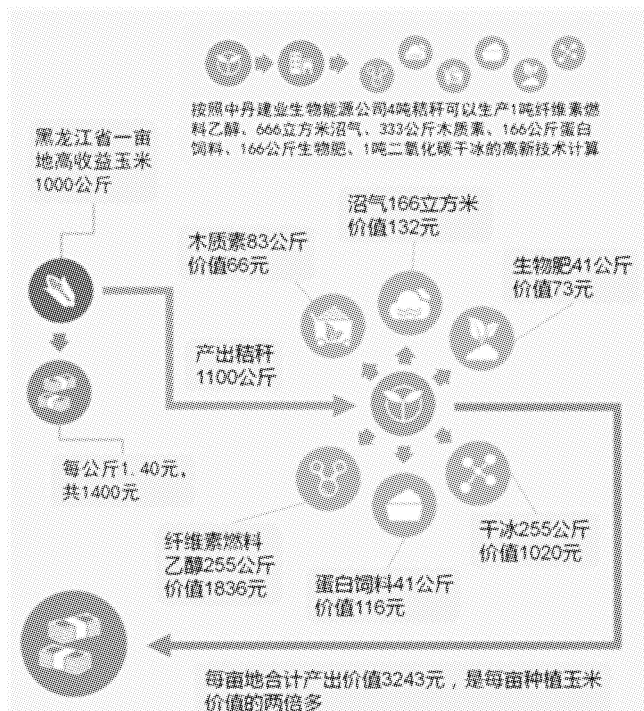 按照中丹建业生物能源公司4吨秸秆可以生产1吨纤维素燃
料乙醇、666立方米沼气、333公斤木质素、166公斤蛋白
饲料、166公斤生物肥、1吨二氧化碳干冰的高新技术计算
黑龙江省一亩
地高收益玉米
1000公斤
沼气166立方米
价值132元
木质素83公斤
价值66元
生物肥41公斤
价值73元
产出秸秆
1100公斤
每公斤1.40元,
共1400元
纤维素燃料
乙醇255公斤
价值1836元
蛋白饲料41公斤
价值116元
干冰255公斤
价值1020元
每亩地合计产出价值3243元，是每亩种植玉米
价值的两倍多